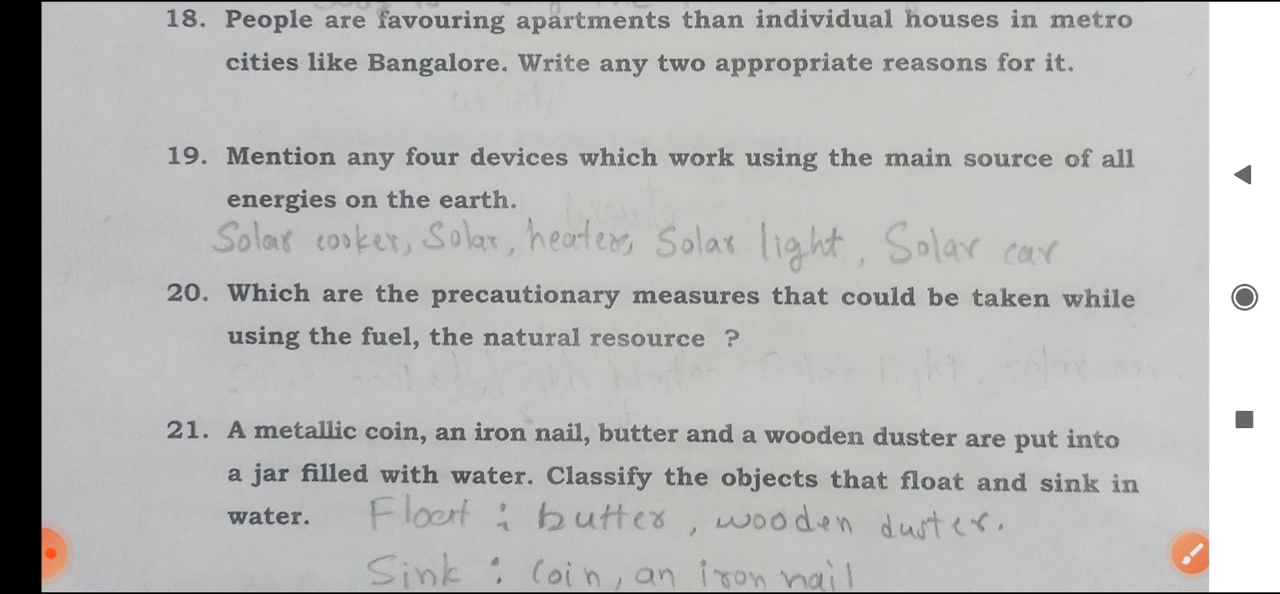 18. People are favouring apartments than individual houses in metro
cities like Bangalore. Write any two appropriate reasons for it.
19. Mention any four devices which work using the main source of all
energies on the earth.
Solar cooker, Solar, heaters, Solar light, Solar car
20. Which are the precautionary measures that could be taken while
using the fuel, the natural resource ?
21. A metallic coin, an iron nail, butter and a wooden duster are put into
a jar filled with water. Classify the objects that float and sink in
water. Float : butter, wooden duster.
Sink : Coin, an iron nail